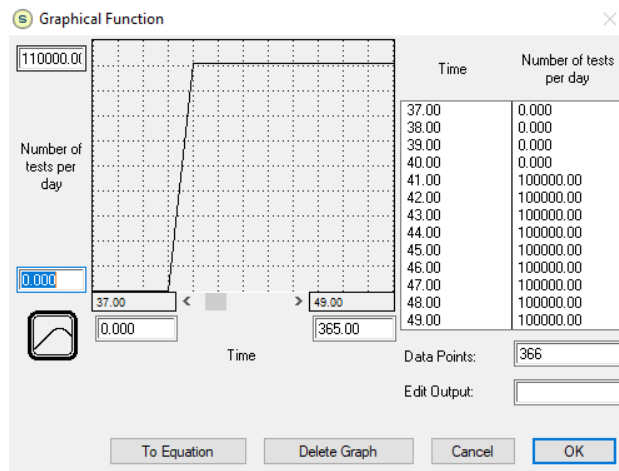 S Graphical Function
110000.0(
Number of
tests per
day
0.000
37.00 < > 49.00
0.000 365.00
Time
Time Number of tests
per day
37.00 0.000
38.00 0.000
39.00 0.000
40.00 0.000
41.00 100000.00
42.00 100000.00
43.00 100000.00
44.00 100000.00
45.00 100000.00
46.00 100000.00
47.00 100000.00
48.00 100000.00
49.00 100000.00
Data Points: 366
Edit Output:
To Equation Delete Graph Cancel OK